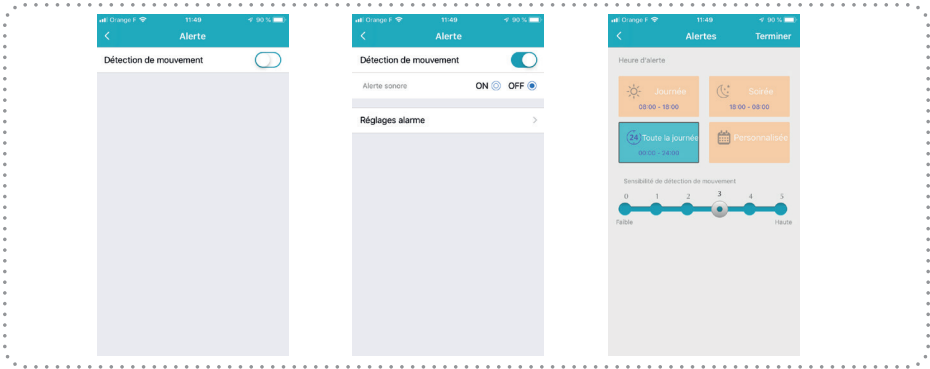 Orange F 11:49 90 %
Alerte
Détection de mouvement
Orange F 11:49 90 %
Alerte
Détection de mouvement
Alerte sonore ON OFF
Réglages alarme
Orange F 11:49 90 %
Alertes Terminer
Heure d'alerte
Journée Soirée
08:00 - 18:00 18:00 - 08:00
24 Toute la journée Personnalisée
00:00 - 24:00
Sensibilité de détection de mouvement
0 1 2 3 4 5
Faible Haute